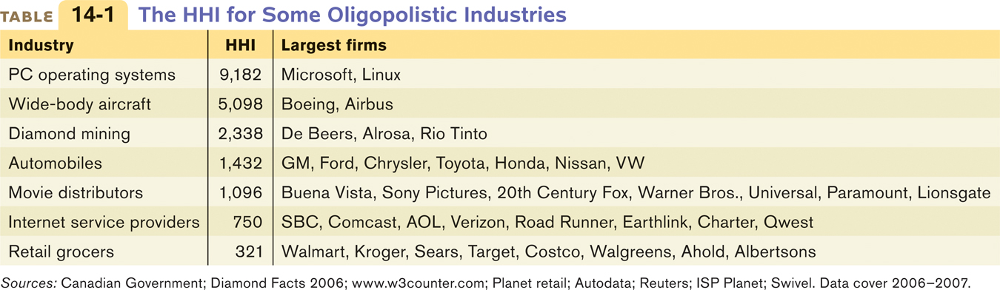 TABLE 14-1 The HHI for Some Oligopolistic Industries
Industry HHI Largest firms
PC operating systems 9,182 Microsoft, Linux
Wide-body aircraft 5,098 Boeing, Airbus
Diamond mining 2,338 De Beers, Alrosa, Rio Tinto
Automobiles 1,432 GM, Ford, Chrysler, Toyota, Honda, Nissan, VW
Movie distributors 1,096 Buena Vista, Sony Pictures, 20th Century Fox, Warner Bros., Universal, Paramount, Lionsgate
Internet service providers 750 SBC, Comcast, AOL, Verizon, Road Runner, Earthlink, Charter, Qwest
Retail grocers 321 Walmart, Kroger, Sears, Target, Costco, Walgreens, Ahold, Albertsons
Sources: Canadian Government; Diamond Facts 2006; www.w3counter.com; Planet retail; Autodata; Reuters; ISP Planet; Swivel. Data cover 2006–2007.